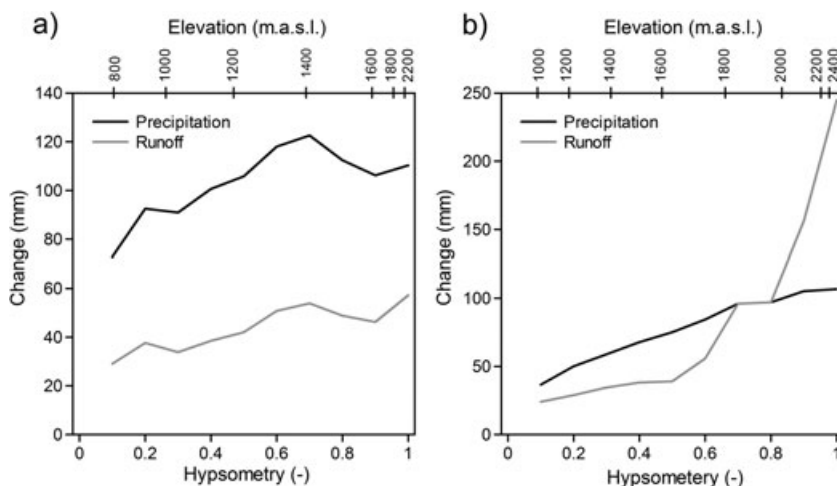 a)
Elevation (m.a.s.l.)
800 1000 1200 1400 1600 1800 2200
140
120
100
80
60
40
20
0
Change (mm)
Precipitation
Runoff
0 0.2 0.4 0.6 0.8 1
Hypsometry (-)
b)
Elevation (m.a.s.l.)
1000 1200 1400 1600 1800 2000 2200 2400
250
200
150
100
50
0
Change (mm)
Precipitation
Runoff
0 0.2 0.4 0.6 0.8 1
Hypsometery (-)